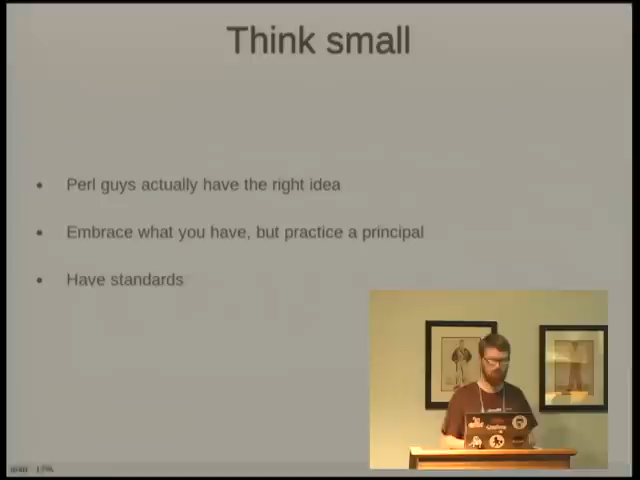 Think small
Perl guys actually have the right idea
Embrace what you have, but practice a principal
Have standards